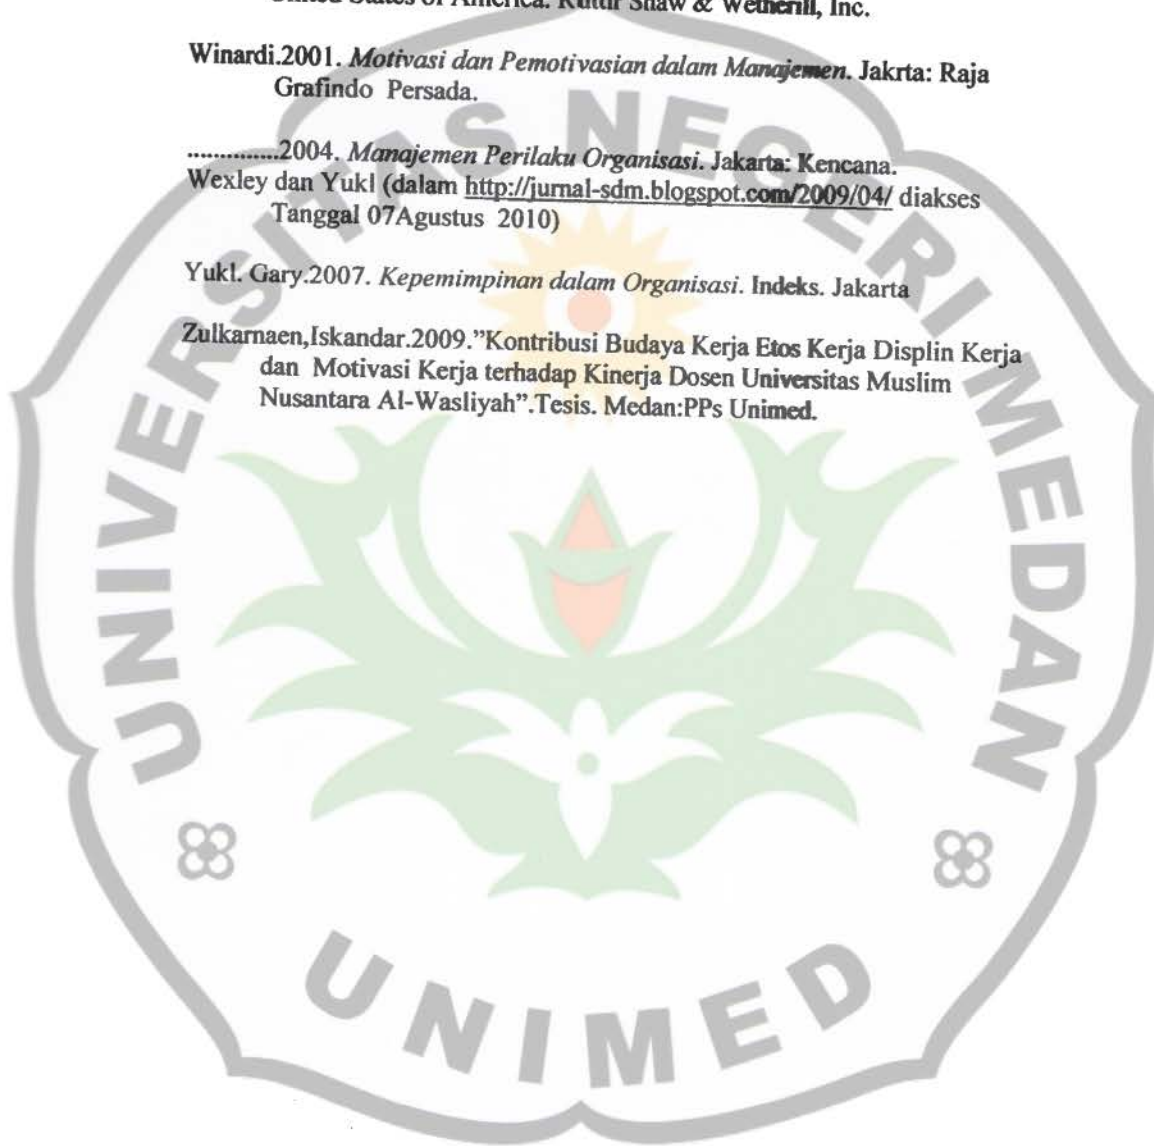 United States of America. Ruttir Shaw & Wetherill, Inc.
Winardi.2001. Motivasi dan Pemotivasian dalam Manajemen. Jakrta: Raja
Grafindo Persada.
..............2004. Manajemen Perilaku Organisasi. Jakarta: Kencana.
Wexley dan Yukl (dalam http://jurnal-sdm.blogspot.com/2009/04/ diakses
Tanggal 07Agustus 2010)
Yukl. Gary.2007. Kepemimpinan dalam Organisasi. Indeks. Jakarta
Zulkarnaen,Iskandar.2009."Kontribusi Budaya Kerja Etos Kerja Displin Kerja
dan Motivasi Kerja terhadap Kinerja Dosen Universitas Muslim
Nusantara Al-Wasliyah".Tesis. Medan:PPs Unimed.
UNIVERSITAS NEGERI MEDAN
UNIMED